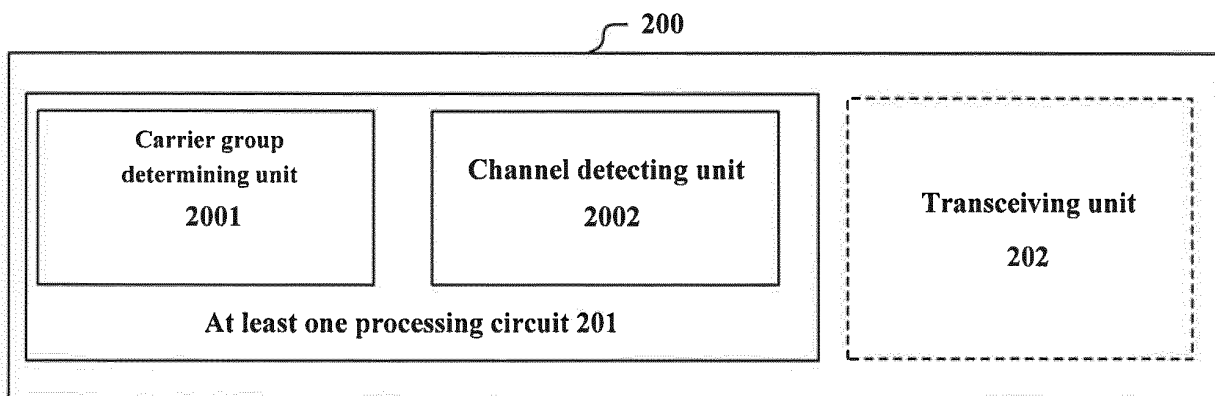 200
Carrier group
determining unit
2001
Channel detecting unit
2002
At least one processing circuit 201
Transceiving unit
202